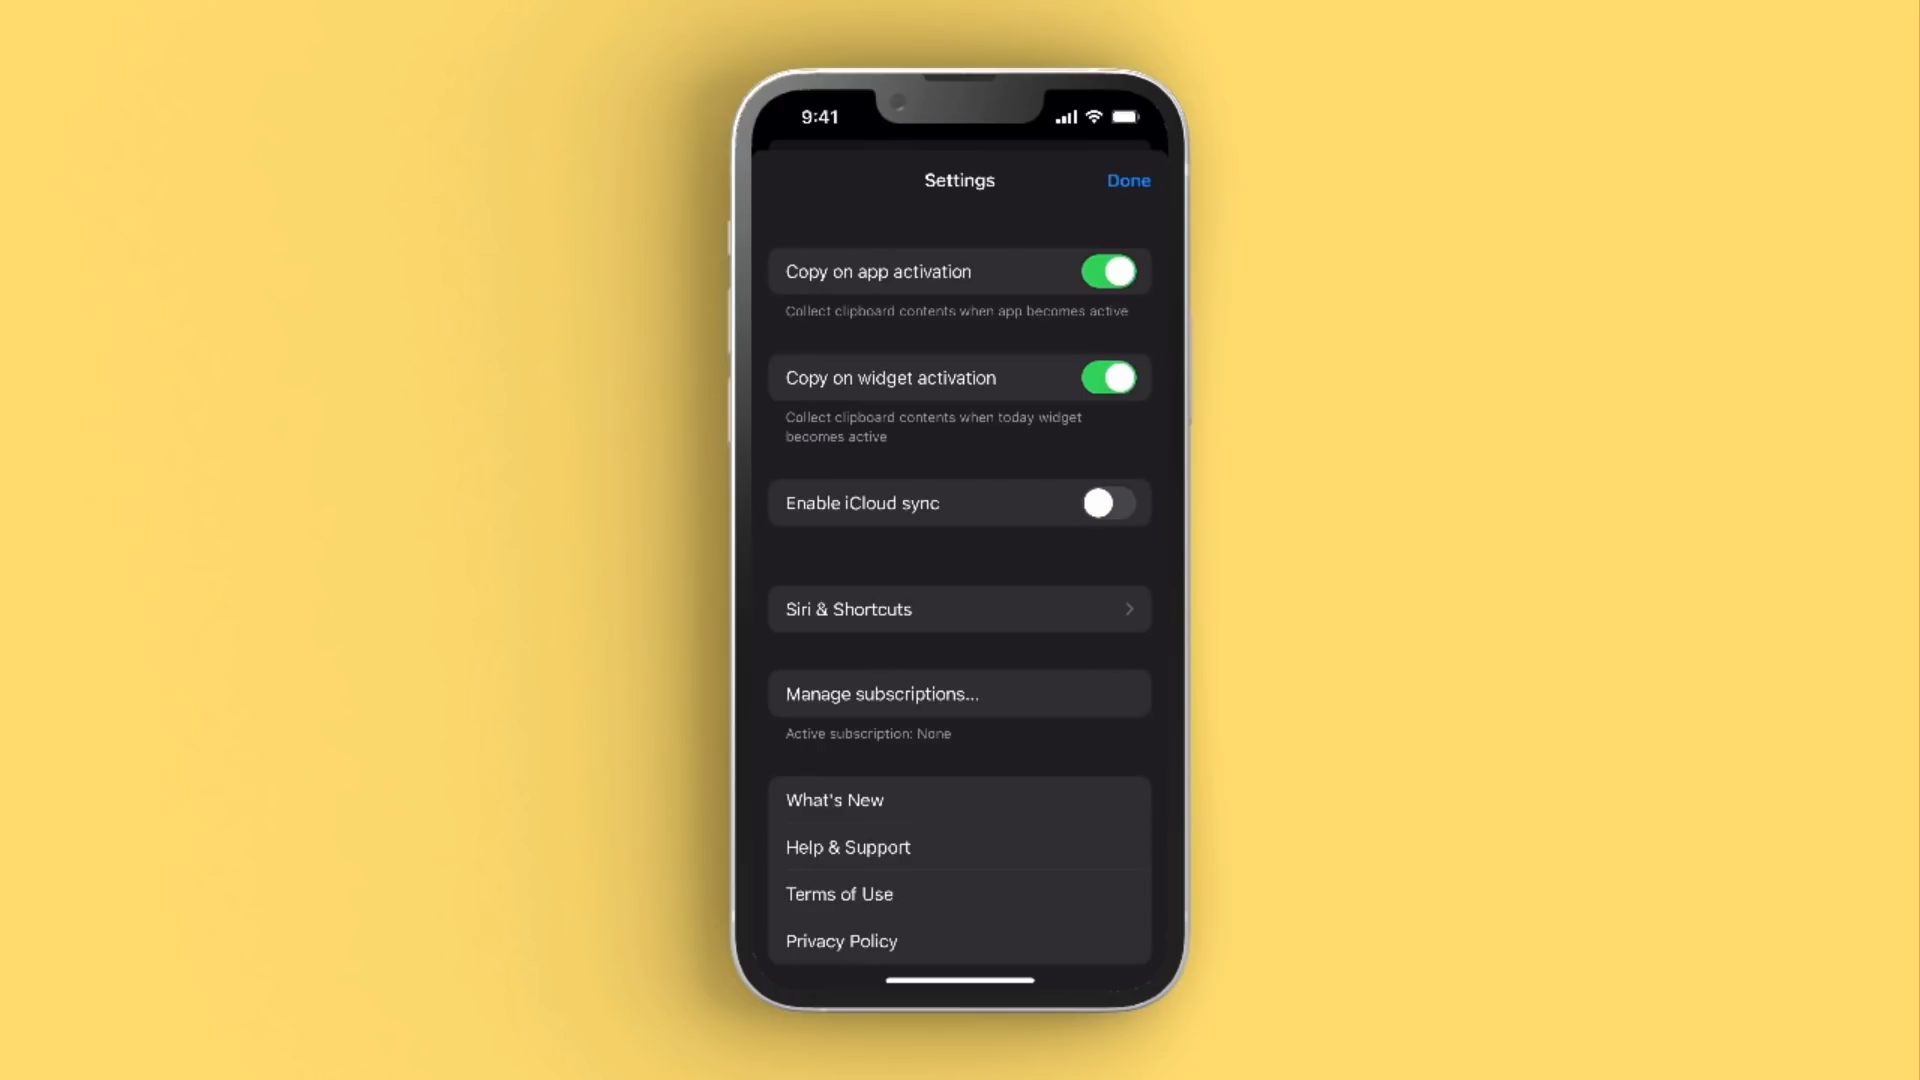 9:41
Settings
Done
Copy on app activation
Collect clipboard contents when app becomes active
Copy on widget activation
Collect clipboard contents when today widget
becomes active
Enable iCloud sync
Siri & Shortcuts
Manage subscriptions...
Active subscription: None
What's New
Help & Support
Terms of Use
Privacy Policy